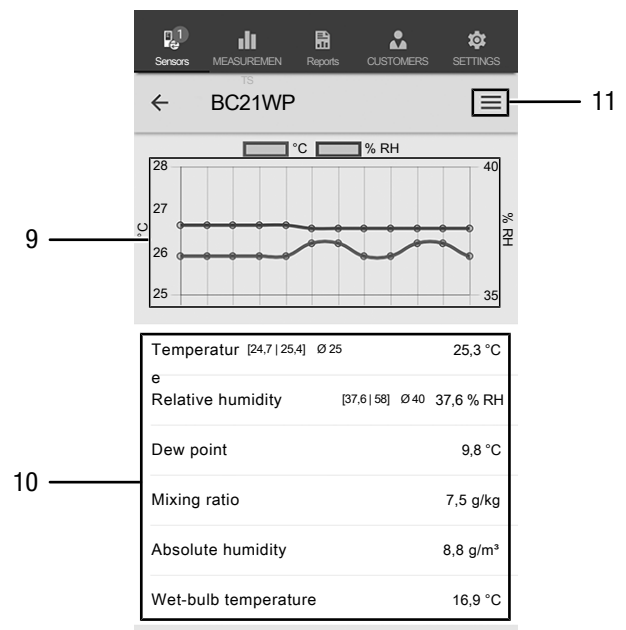 1
Sensors MEASUREMEN Reports CUSTOMERS SETTINGS
TS
← BC21WP 11
°C % RH
28 40
27
9 °C % RH
26
25 35
Temperatur [24,7 | 25,4] Ø 25 25,3 °C
e
Relative humidity [37,6 | 58] Ø 40 37,6 % RH
Dew point 9,8 °C
10
Mixing ratio 7,5 g/kg
Absolute humidity 8,8 g/m³
Wet-bulb temperature 16,9 °C